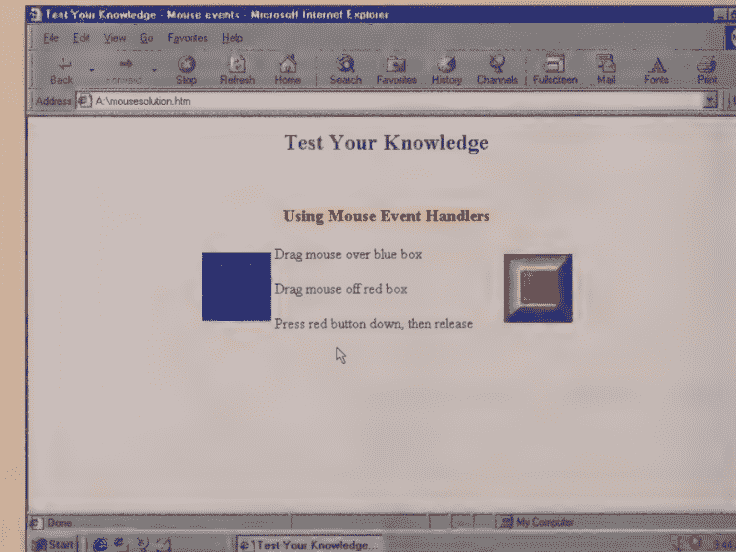 Test Your Knowledge - Mouse events - Microsoft Internet Explorer
File Edit View Go Favorites Help
Back Forward Stop Refresh Home Search Favorites History Channels Fullscreen Mail Fonts Print
Address A:\mousesolution.htm
Test Your Knowledge
Using Mouse Event Handlers
Drag mouse over blue box
Drag mouse off red box
Press red button down, then release
Done My Computer
Start Test Your Knowledge...